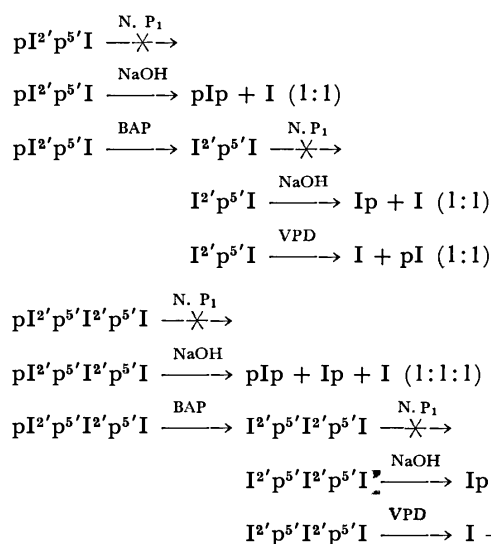 pI²′p⁵′I —N. P₁✕→
pI²′p⁵′I —NaOH→ pIp + I (1:1)
pI²′p⁵′I —BAP→ I²′p⁵′I —N. P₁✕→
I²′p⁵′I —NaOH→ Ip + I (1:1)
I²′p⁵′I —VPD→ I + pI (1:1)
pI²′p⁵′I²′p⁵′I —N. P₁✕→
pI²′p⁵′I²′p⁵′I —NaOH→ pIp + Ip + I (1:1:1)
pI²′p⁵′I²′p⁵′I —BAP→ I²′p⁵′I²′p⁵′I —N. P₁✕→
I²′p⁵′I²′p⁵′I —NaOH→ Ip
I²′p⁵′I²′p⁵′I —VPD→ I